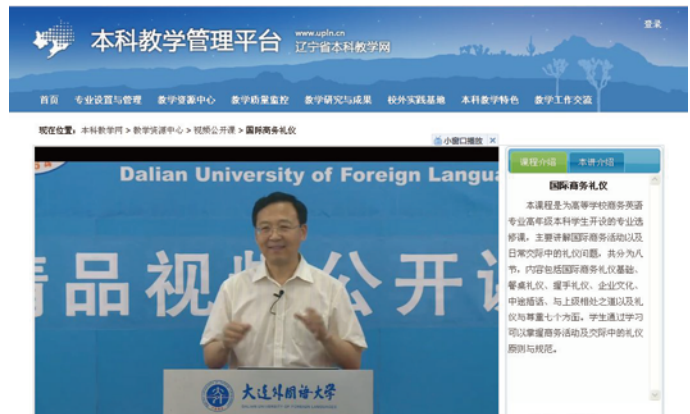 登录
本科教学管理平台
www.upln.cn
辽宁省本科教学网
首页 专业设置与管理 教学资源中心 教学质量监控 教学研究与成果 校外实践基地 本科教学特色 教学工作交流
现在位置：本科教学网 > 教学资源中心 > 视频公开课 > 国际商务礼仪
小窗口播放 ×
Dalian University of Foreign Langua
精品视频公开课
大连外国语大学
DALIAN UNIVERSITY OF FOREIGN LANGUAGES
课程介绍 本讲介绍
国际商务礼仪
本课程是为高等学校商务英语
专业高年级本科学生开设的专业选
修课，主要讲解国际商务活动以及
日常交际中的礼仪问题，共分为八
节，内容包括国际商务礼仪基础、
餐桌礼仪、握手礼仪、企业文化、
中途插话、与上级相处之道以及礼
仪与尊重七个方面。学生通过学习
可以掌握商务活动及交际中的礼仪
原则与规范。